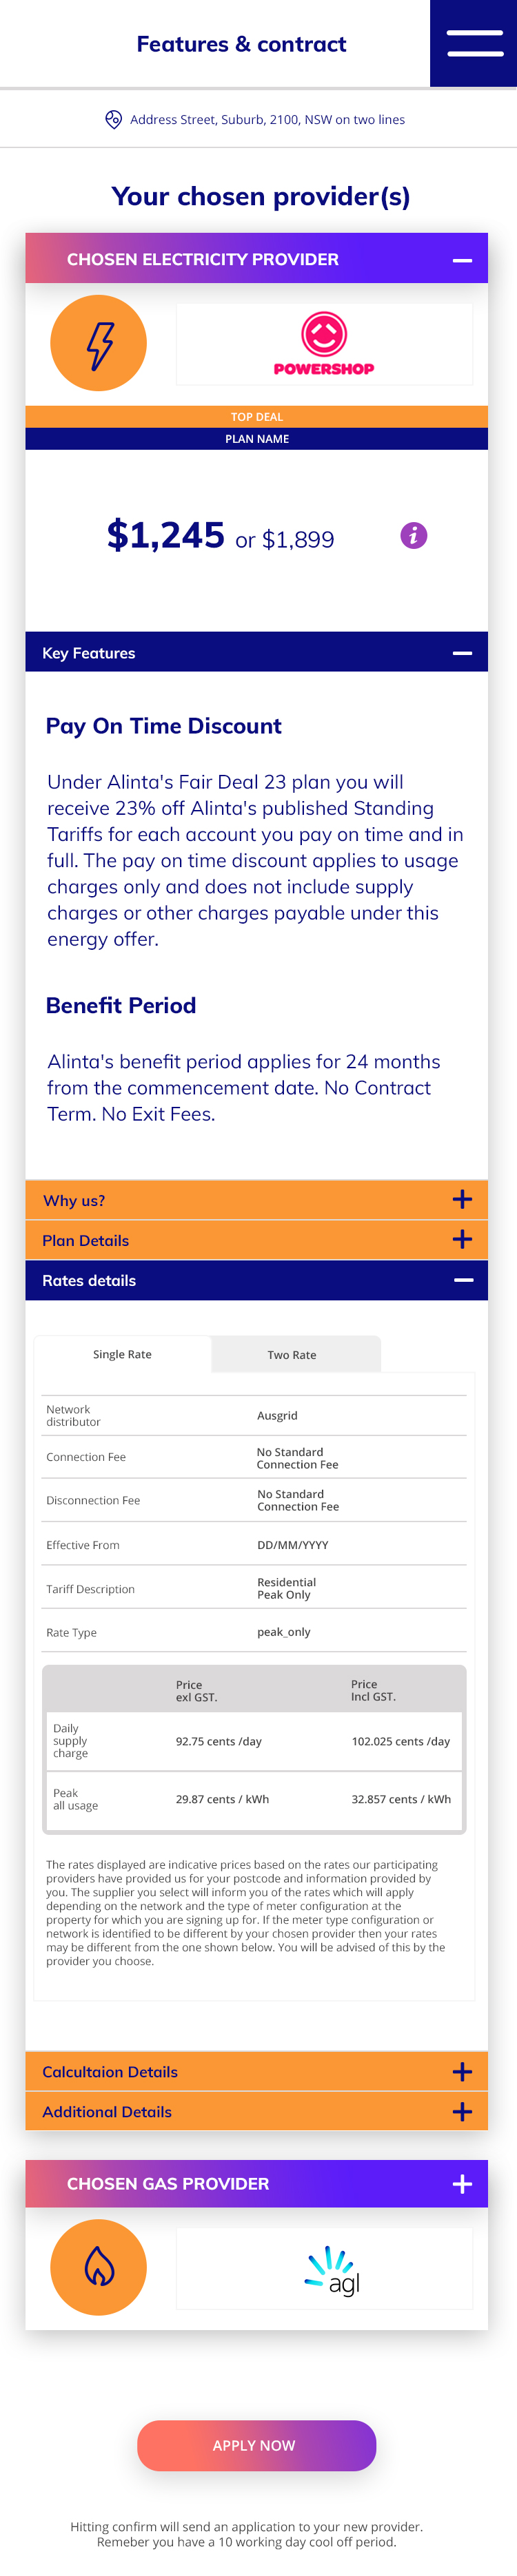 Features & contract
Address Street, Suburb, 2100, NSW on two lines
Your chosen provider(s)
CHOSEN ELECTRICITY PROVIDER
POWERSHOP
TOP DEAL
PLAN NAME
$1,245 or $1,899
i
Key Features
Pay On Time Discount
Under Alinta's Fair Deal 23 plan you will
receive 23% off Alinta's published Standing
Tariffs for each account you pay on time and in
full. The pay on time discount applies to usage
charges only and does not include supply
charges or other charges payable under this
energy offer.
Benefit Period
Alinta's benefit period applies for 24 months
from the commencement date. No Contract
Term. No Exit Fees.
Why us?
Plan Details
Rates details
Single Rate Two Rate
Network
distributor
Ausgrid
Connection Fee
No Standard
Connection Fee
Disconnection Fee
No Standard
Connection Fee
Effective From DD/MM/YYYY
Tariff Description
Residential
Peak Only
Rate Type peak_only
Price
exl GST.
Price
Incl GST.
Daily
supply
charge
92.75 cents /day 102.025 cents /day
Peak
all usage
29.87 cents / kWh 32.857 cents / kWh
The rates displayed are indicative prices based on the rates our participating
providers have provided us for your postcode and information provided by
you. The supplier you select will inform you of the rates which will apply
depending on the network and the type of meter configuration at the
property for which you are signing up for. If the meter type configuration or
network is identified to be different by your chosen provider then your rates
may be different from the one shown below. You will be advised of this by the
provider you choose.
Calcultaion Details
Additional Details
CHOSEN GAS PROVIDER
agl
APPLY NOW
Hitting confirm will send an application to your new provider.
Remeber you have a 10 working day cool off period.